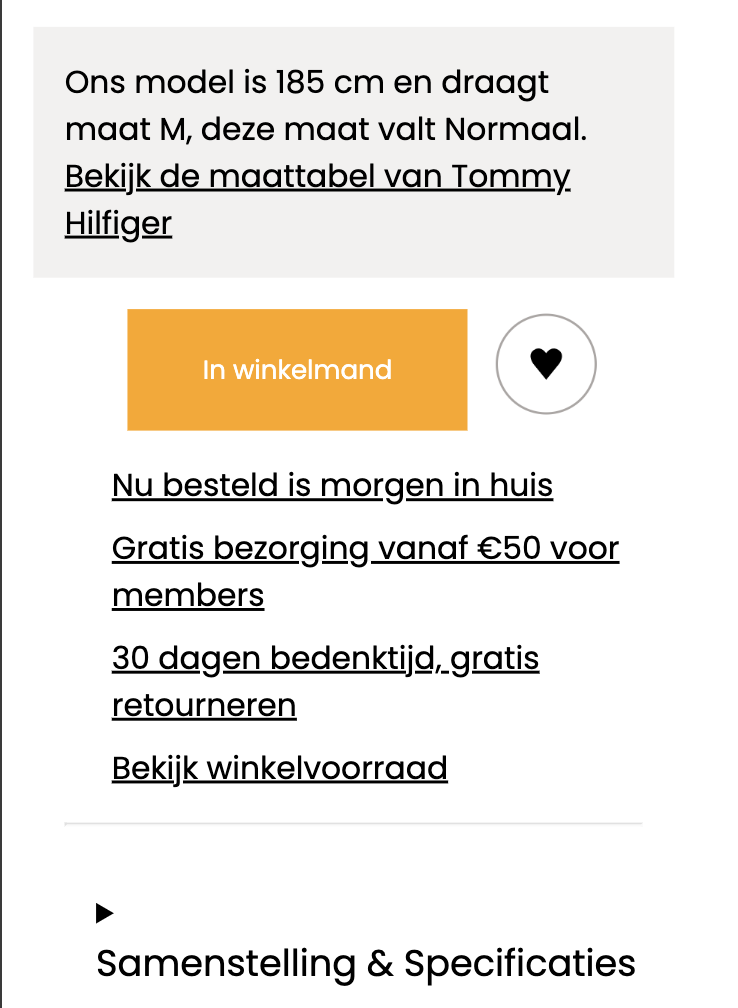 Ons model is 185 cm en draagt
maat M, deze maat valt Normaal.
Bekijk de maattabel van Tommy
Hilfiger
In winkelmand
Nu besteld is morgen in huis
Gratis bezorging vanaf €50 voor
members
30 dagen bedenktijd, gratis
retourneren
Bekijk winkelvoorraad
Samenstelling & Specificaties